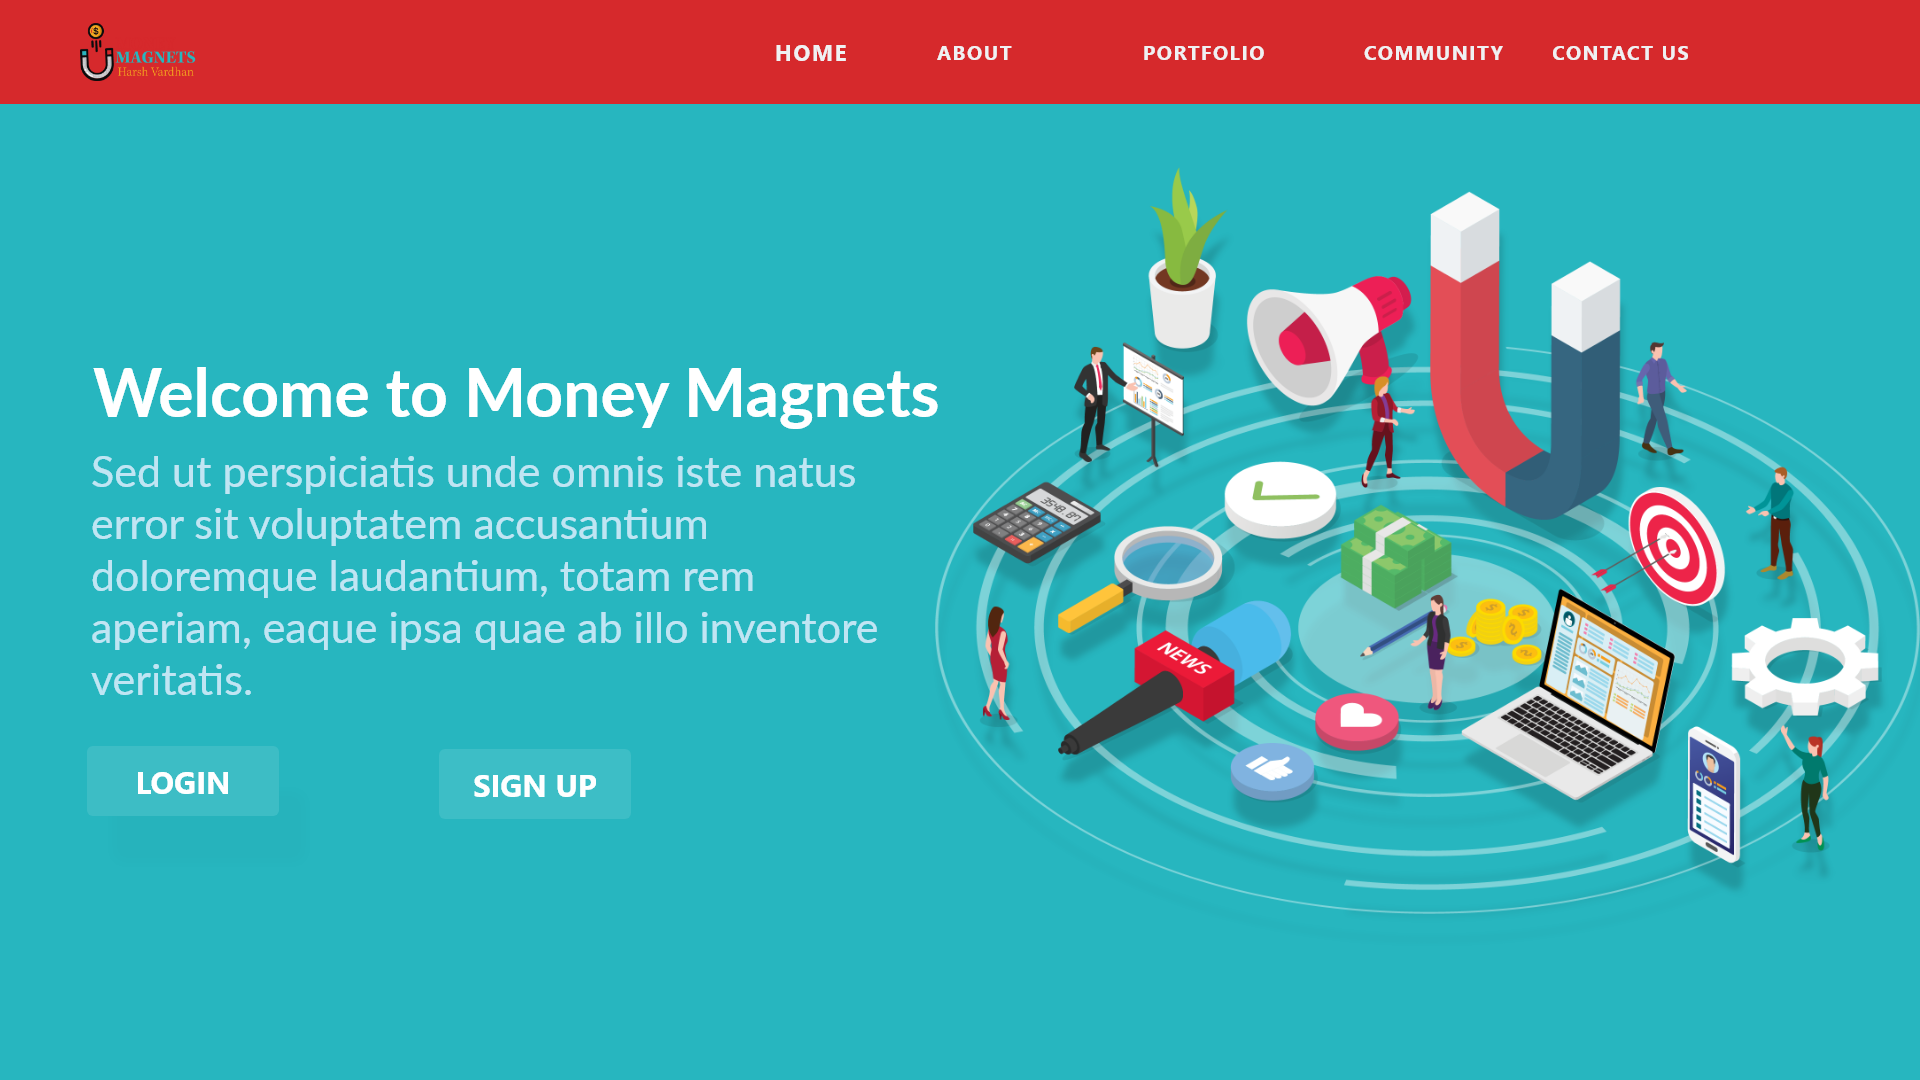 MAGNETS
Harsh Vardhan
HOME
ABOUT
PORTFOLIO
COMMUNITY
CONTACT US
Welcome to Money Magnets
Sed ut perspiciatis unde omnis iste natus
error sit voluptatem accusantium
doloremque laudantium, totam rem
aperiam, eaque ipsa quae ab illo inventore
veritatis.
LOGIN
SIGN UP
NEWS